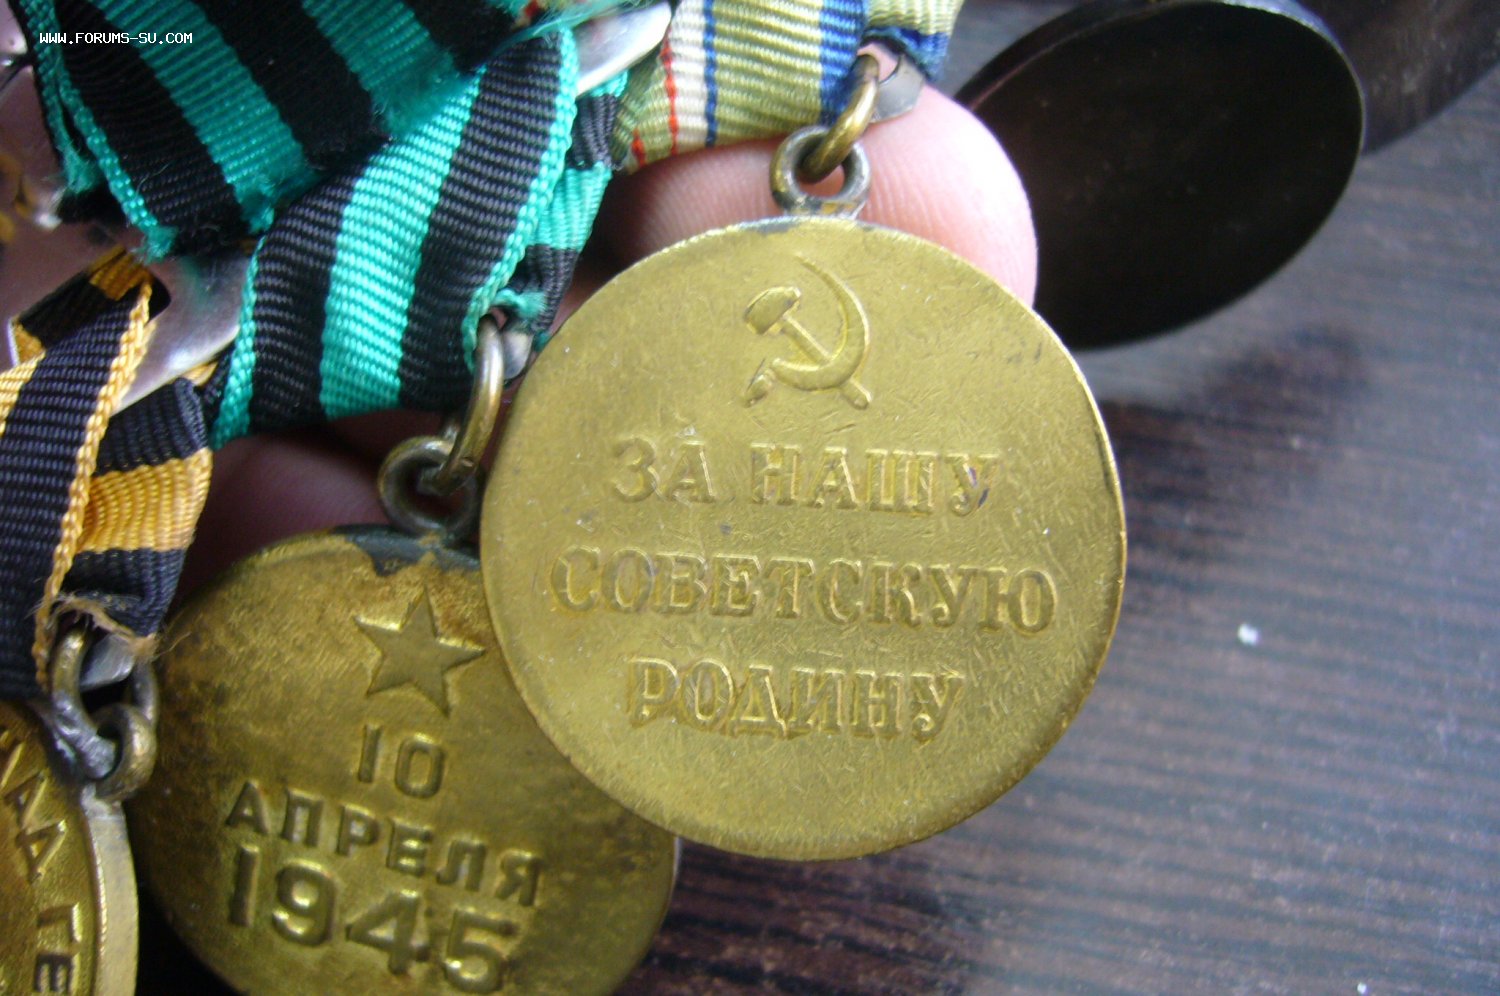 WWW.FORUMS-SU.COM
ЗА НАШУ
СОВЕТСКУЮ
РОДИНУ
10
АПРЕЛЯ
1945